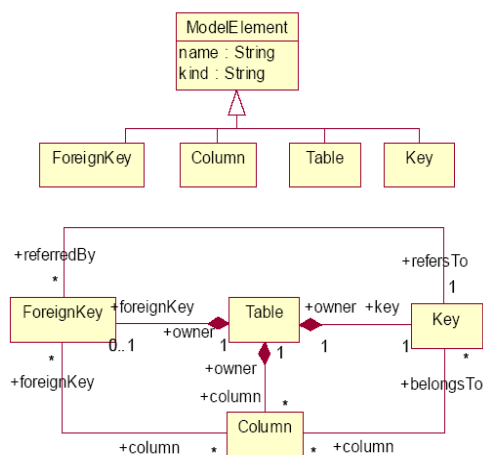 ModelElement
name : String
kind : String
ForeignKey
Column
Table
Key
+referredBy
+refersTo
*
1
ForeignKey
+foreignKey
Table
+owner +key
Key
+owner
0..1
1
1
1
1
*
+owner
*
+foreignKey
+belongsTo
+column
*
Column
+column
*
*
+column